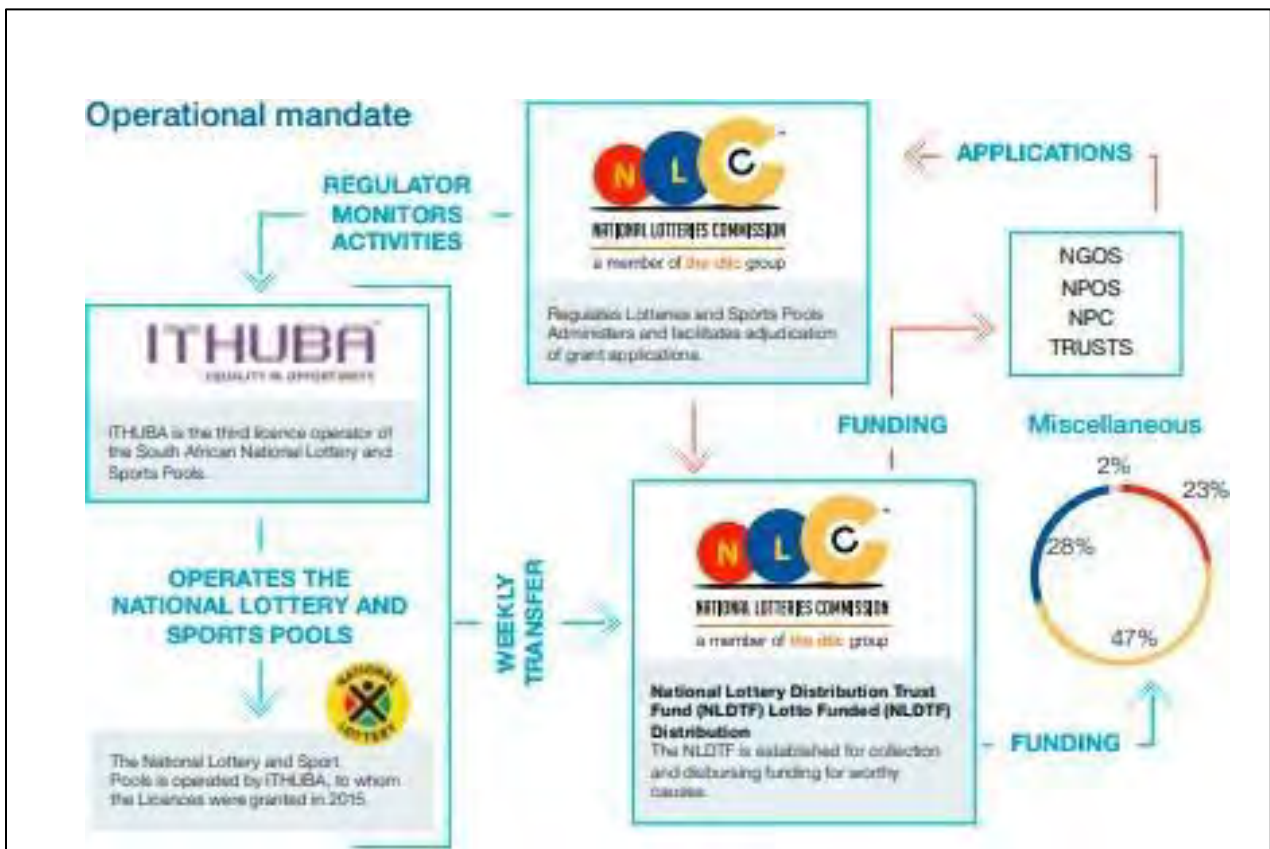 Operational mandate
N L C
NATIONAL LOTTERIES COMMISSION
a member of the dtic group
Regulates Lotteries and Sports Pools
Administers and facilitates adjudication
of grant applications.
REGULATOR
MONITORS
ACTIVITIES
APPLICATIONS
NGOS
NPOS
NPC
TRUSTS
ITHUBA
EQUALITY IN OPPORTUNITY
ITHUBA is the third licence operator of
the South African National Lottery and
Sports Pools.
OPERATES THE
NATIONAL LOTTERY AND
SPORTS POOLS
NATIONAL
LOTTERY
The National Lottery and Sport
Pools is operated by ITHUBA, to whom
the Licences were granted in 2015.
WEEKLY
TRANSFER
FUNDING
N L C
NATIONAL LOTTERIES COMMISSION
a member of the dtic group
National Lottery Distribution Trust
Fund (NLDTF) Lotto Funded (NLDTF)
Distribution
The NLDTF is established for collection
and disbursing funding for worthy
causes.
FUNDING
Miscellaneous
2%
23%
28%
47%